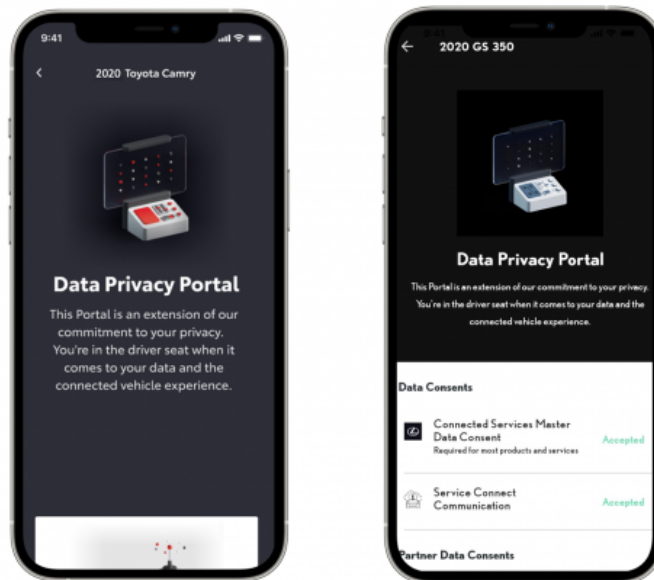 9:41
2020 Toyota Camry
Data Privacy Portal
This Portal is an extension of our
commitment to your privacy.
You're in the driver seat when it
comes to your data and the
connected vehicle experience.
9:41
2020 GS 350
Data Privacy Portal
This Portal is an extension of our commitment to your privacy.
You're in the driver seat when it comes to your data and the
connected vehicle experience.
Data Consents
Connected Services Master
Data Consent
Required for most products and services
Accepted
Service Connect
Communication
Accepted
Partner Data Consents